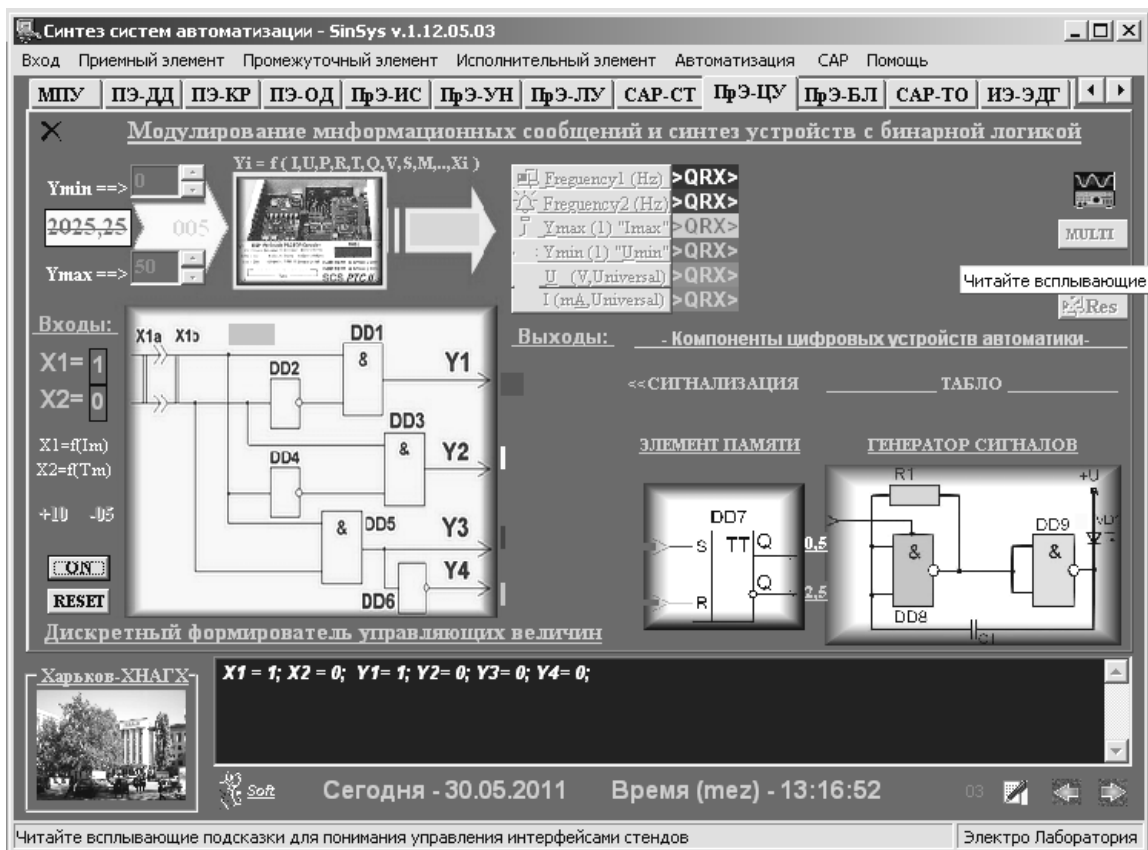 Синтез систем автоматизации - SinSys v.1.12.05.03
Вход Приемный элемент Промежуточный элемент Исполнительный элемент Автоматизация САР Помощь
МПУ ПЭ-ДД ПЭ-КР ПЭ-ОД ПрЭ-ИС ПрЭ-УН ПрЭ-ЛУ САР-СТ ПрЭ-ЦУ ПрЭ-БЛ САР-ТО ИЭ-ЭДГ
Модулирование мнформационных сообщений и синтез устройств с бинарной логикой
Yi = f ( I,U,P,R,T,Q,V,S,M,..,Xi )
Ymin ==> 0
2025,25 005
Ymax ==> 50
SCS PTC 0
Freguency1 (Hz) >QRX>
Freguency2 (Hz) >QRX>
Ymax (1) "Imax" >QRX>
: Ymin (1) "Umin" >QRX>
U (V,Universal) >QRX>
I (mA,Universal) >QRX>
MULTI
Читайте всплывающие
Res
Входы:
X1= 1
X2= 0
X1=f(Im)
X2=f(Tm)
+10 -05
ON
RESET
X1a X1b
DD1
&
Y1
DD2
DD3
&
Y2
DD4
& DD5
Y3
Y4
DD6
Дискретный формирователь управляющих величин
Выходы: - Компоненты цифровых устройств автоматики-
<<СИГНАЛИЗАЦИЯ ТАБЛО
ЭЛЕМЕНТ ПАМЯТИ ГЕНЕРАТОР СИГНАЛОВ
DD7
S TT Q 0,5
R Q 2,5
R1 +U
DD9 VD1
& &
DD8
C1
Харьков-ХНАГХ
X1 = 1; X2 = 0; Y1= 1; Y2= 0; Y3= 0; Y4= 0;
03
Soft Сегодня - 30.05.2011 Время (mez) - 13:16:52 03
Читайте всплывающие подсказки для понимания управления интерфейсами стендов Электро Лаборатория